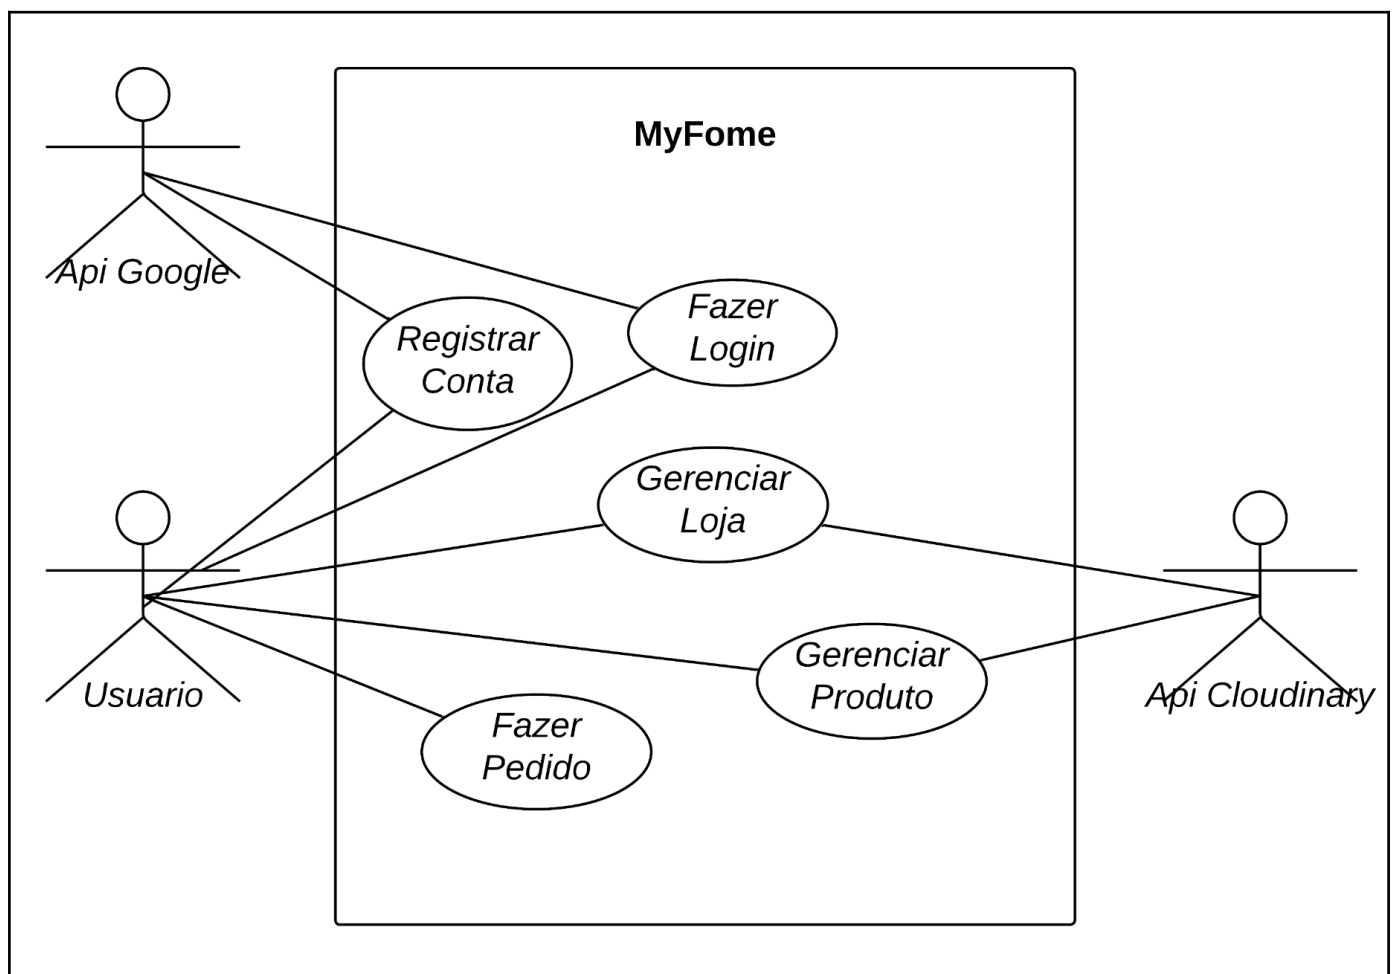 MyFome
Api Google
Fazer
Login
Registrar
Conta
Gerenciar
Loja
Usuario
Gerenciar
Produto
Api Cloudinary
Fazer
Pedido